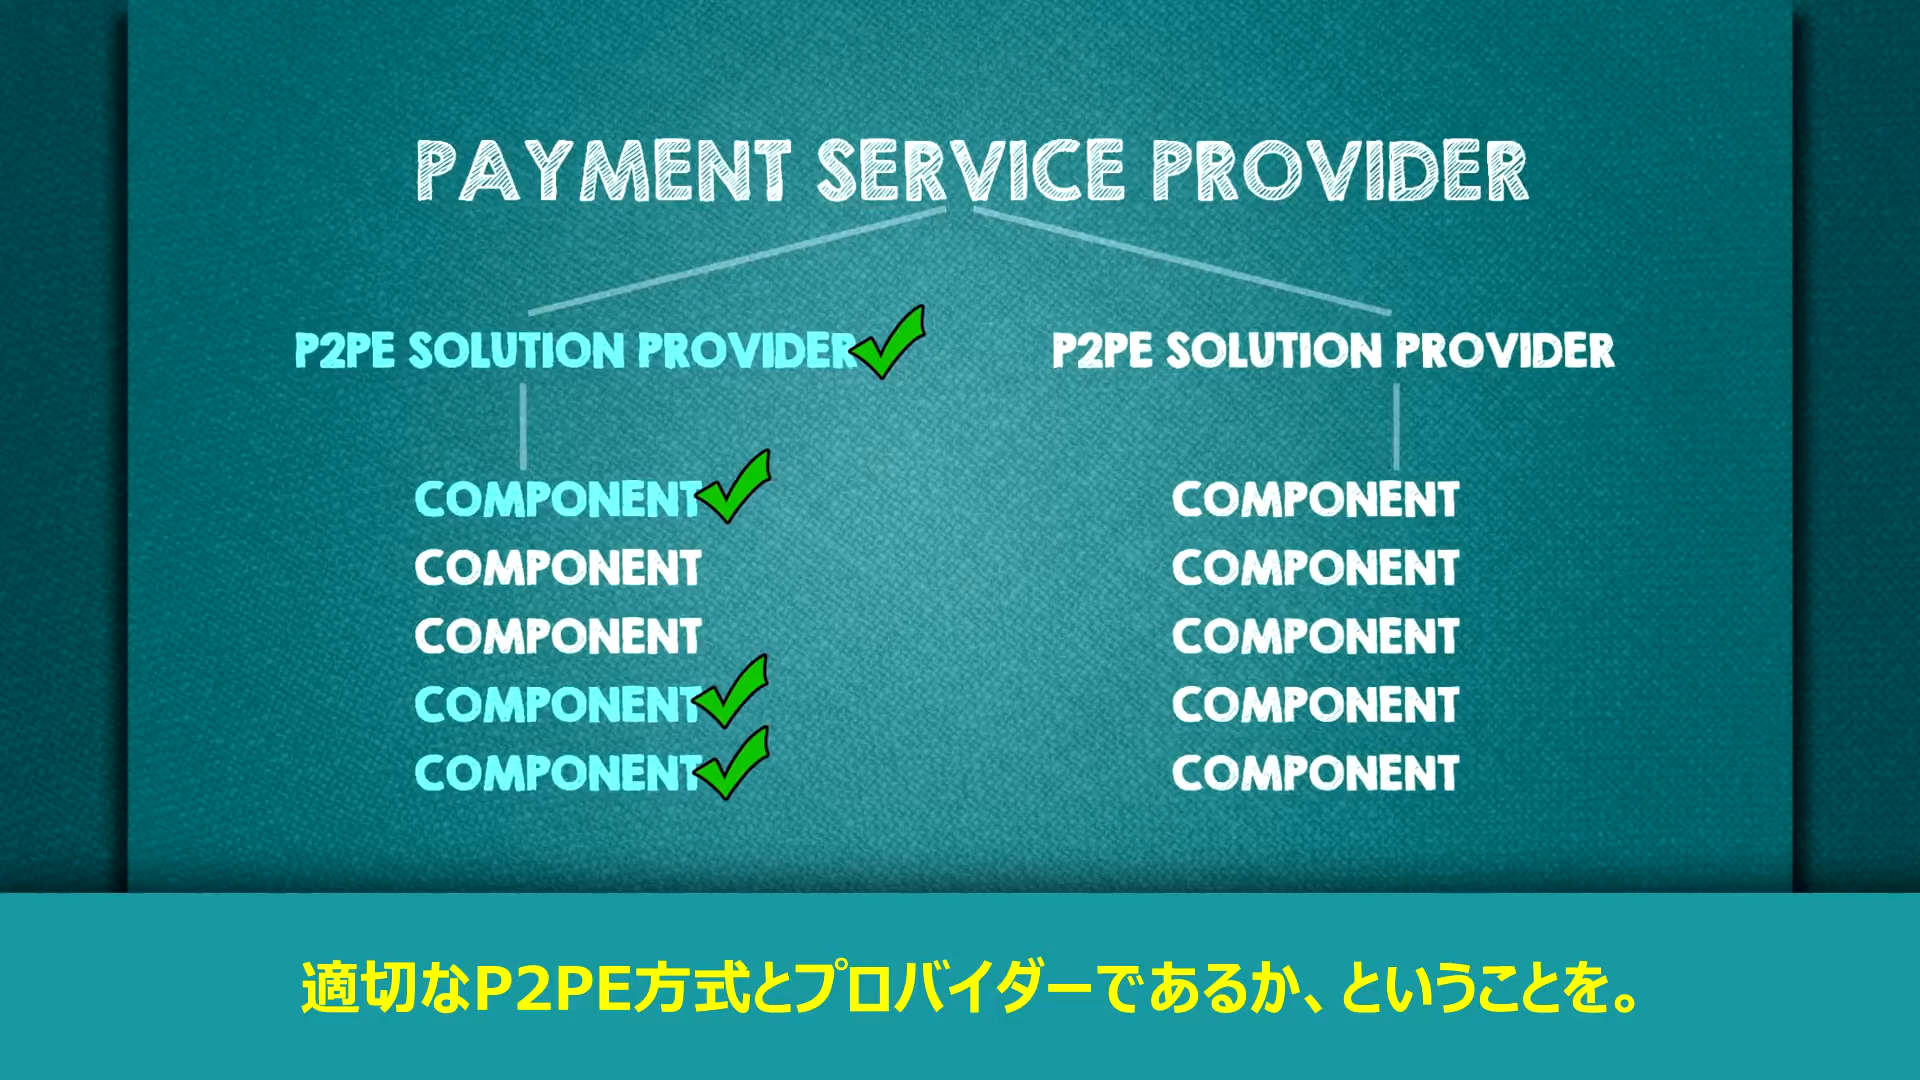 PAYMENT SERVICE PROVIDER
P2PE SOLUTION PROVIDER
P2PE SOLUTION PROVIDER
COMPONENT
COMPONENT
COMPONENT
COMPONENT
COMPONENT
COMPONENT
COMPONENT
COMPONENT
COMPONENT
COMPONENT
適切なP2PE方式とプロバイダーであるか、ということを。